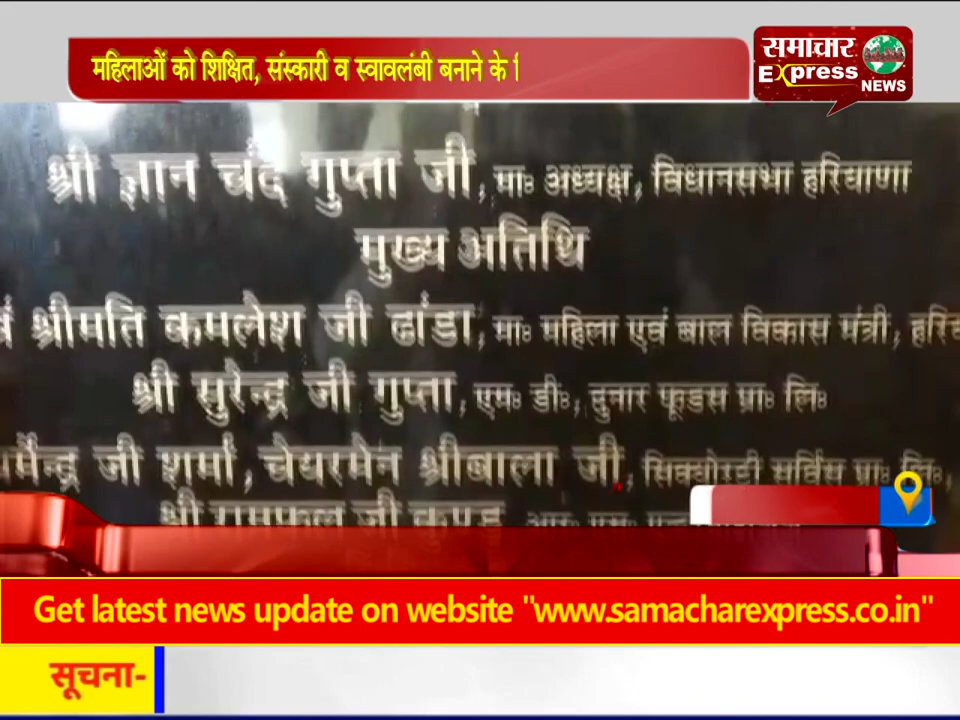 महिलाओं को शिक्षित, संस्कारी व स्वावलंबी बनाने के
समाचार
Express
NEWS
श्री ज्ञान चंद गुप्ता जी, माः अध्यक्ष, विधानसभा हरियाणा
मुख्य अतिथि
श्रीमति कमलेश जी ढांडा, माः महिला एवं बाल विकास मंत्री,
श्री सुरेन्द्र जी गुप्ता, एमः डीः, दुनार फूडस प्राः लिः
जी शर्मा, चेयरमेन श्रीबाला जी, सिक्योरटी सर्विस प्राः लिः,
Get latest news update on website "www.samacharexpress.co.in"
सूचना-